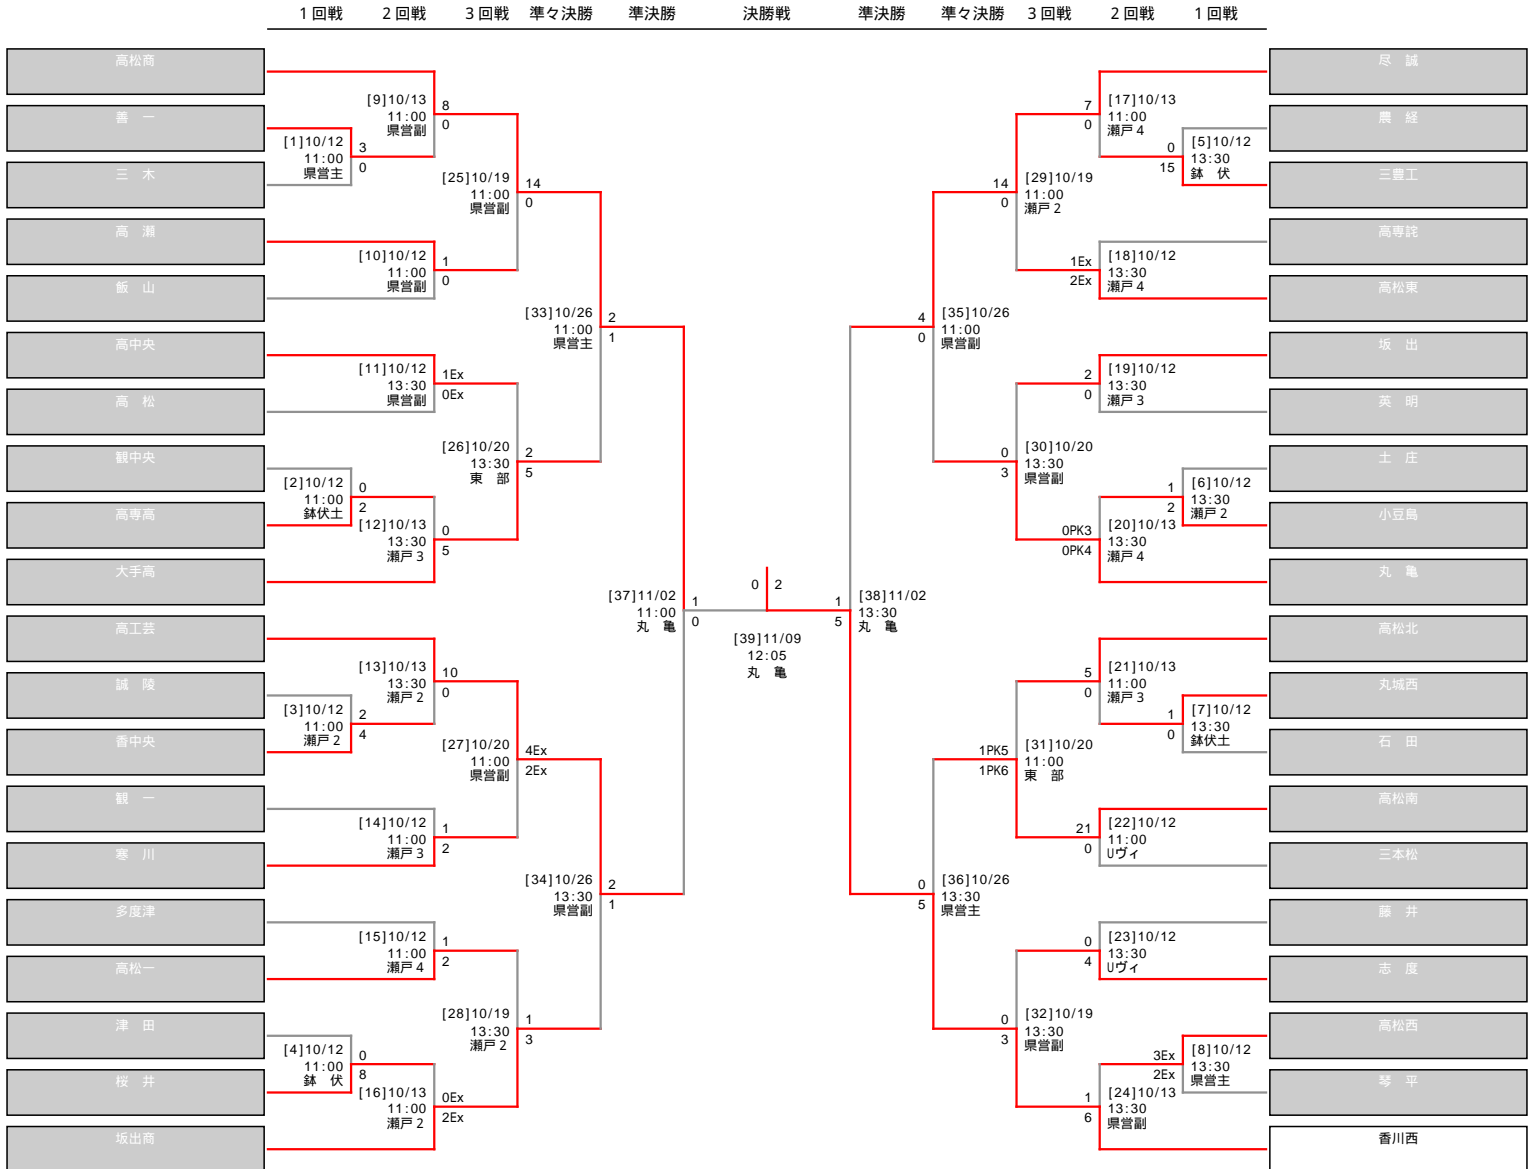 1回戦 2回戦 3回戦 準々決勝 準決勝 決勝戦 準決勝 準々決勝 3回戦 2回戦 1回戦
高松商
善 一
三 木
高 瀬
飯 山
高中央
高 松
観中央
高専高
大手高
高工芸
誠 陵
香中央
観 一
寒 川
多度津
高松一
津 田
桜 井
坂出商
[1]10/12
11:00
県営主
3
0
[2]10/12
11:00
鉢伏土
0
2
[3]10/12
11:00
瀬戸2
2
4
[4]10/12
11:00
鉢 伏
0
8
[9]10/13
11:00
県営副
8
0
[10]10/12
11:00
県営副
1
0
[11]10/12
13:30
県営副
1Ex
0Ex
[12]10/13
13:30
瀬戸3
0
5
[13]10/13
13:30
瀬戸2
10
0
[14]10/12
11:00
瀬戸3
1
2
[15]10/12
11:00
瀬戸4
1
2
[16]10/13
11:00
瀬戸2
0Ex
2Ex
[25]10/19
11:00
県営副
14
0
[26]10/20
13:30
東 部
2
5
[27]10/20
11:00
県営副
4Ex
2Ex
[28]10/19
13:30
瀬戸2
1
3
[33]10/26
11:00
県営主
2
1
[34]10/26
13:30
県営副
2
1
[37]11/02
11:00
丸 亀
1
0
0 2
[39]11/09
12:05
丸 亀
1
5
[38]11/02
13:30
丸 亀
4
0
[35]10/26
11:00
県営副
0
5
[36]10/26
13:30
県営主
14
0
[29]10/19
11:00
瀬戸2
0
3
[30]10/20
13:30
県営副
1PK5
1PK6
[31]10/20
11:00
東 部
0
3
[32]10/19
13:30
県営副
7
0
[17]10/13
11:00
瀬戸4
1Ex
2Ex
[18]10/12
13:30
瀬戸4
2
0
[19]10/12
13:30
瀬戸3
0PK3
0PK4
[20]10/13
13:30
瀬戸4
5
0
[21]10/13
11:00
瀬戸3
21
0
[22]10/12
11:00
Uヴィ
0
4
[23]10/12
13:30
Uヴィ
1
6
[24]10/13
13:30
県営副
0
15
[5]10/12
13:30
鉢 伏
1
2
[6]10/12
13:30
瀬戸2
1
0
[7]10/12
13:30
鉢伏土
3Ex
2Ex
[8]10/12
13:30
県営主
尽 誠
農 経
三豊工
高専詫
高松東
坂 出
英 明
土 庄
小豆島
丸 亀
高松北
丸城西
石 田
高松南
三本松
藤 井
志 度
高松西
琴 平
香川西